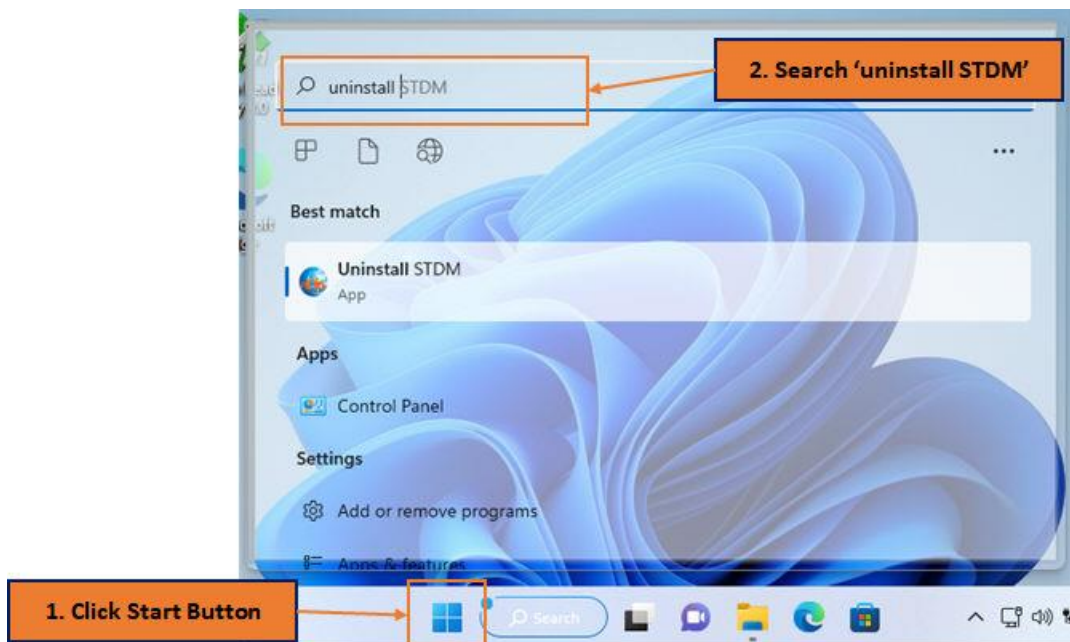 2. Search ‘uninstall STDM’
uninstall STDM
Best match
Uninstall STDM
App
Apps
Control Panel
Settings
Add or remove programs
Apps & features
1. Click Start Button
Search